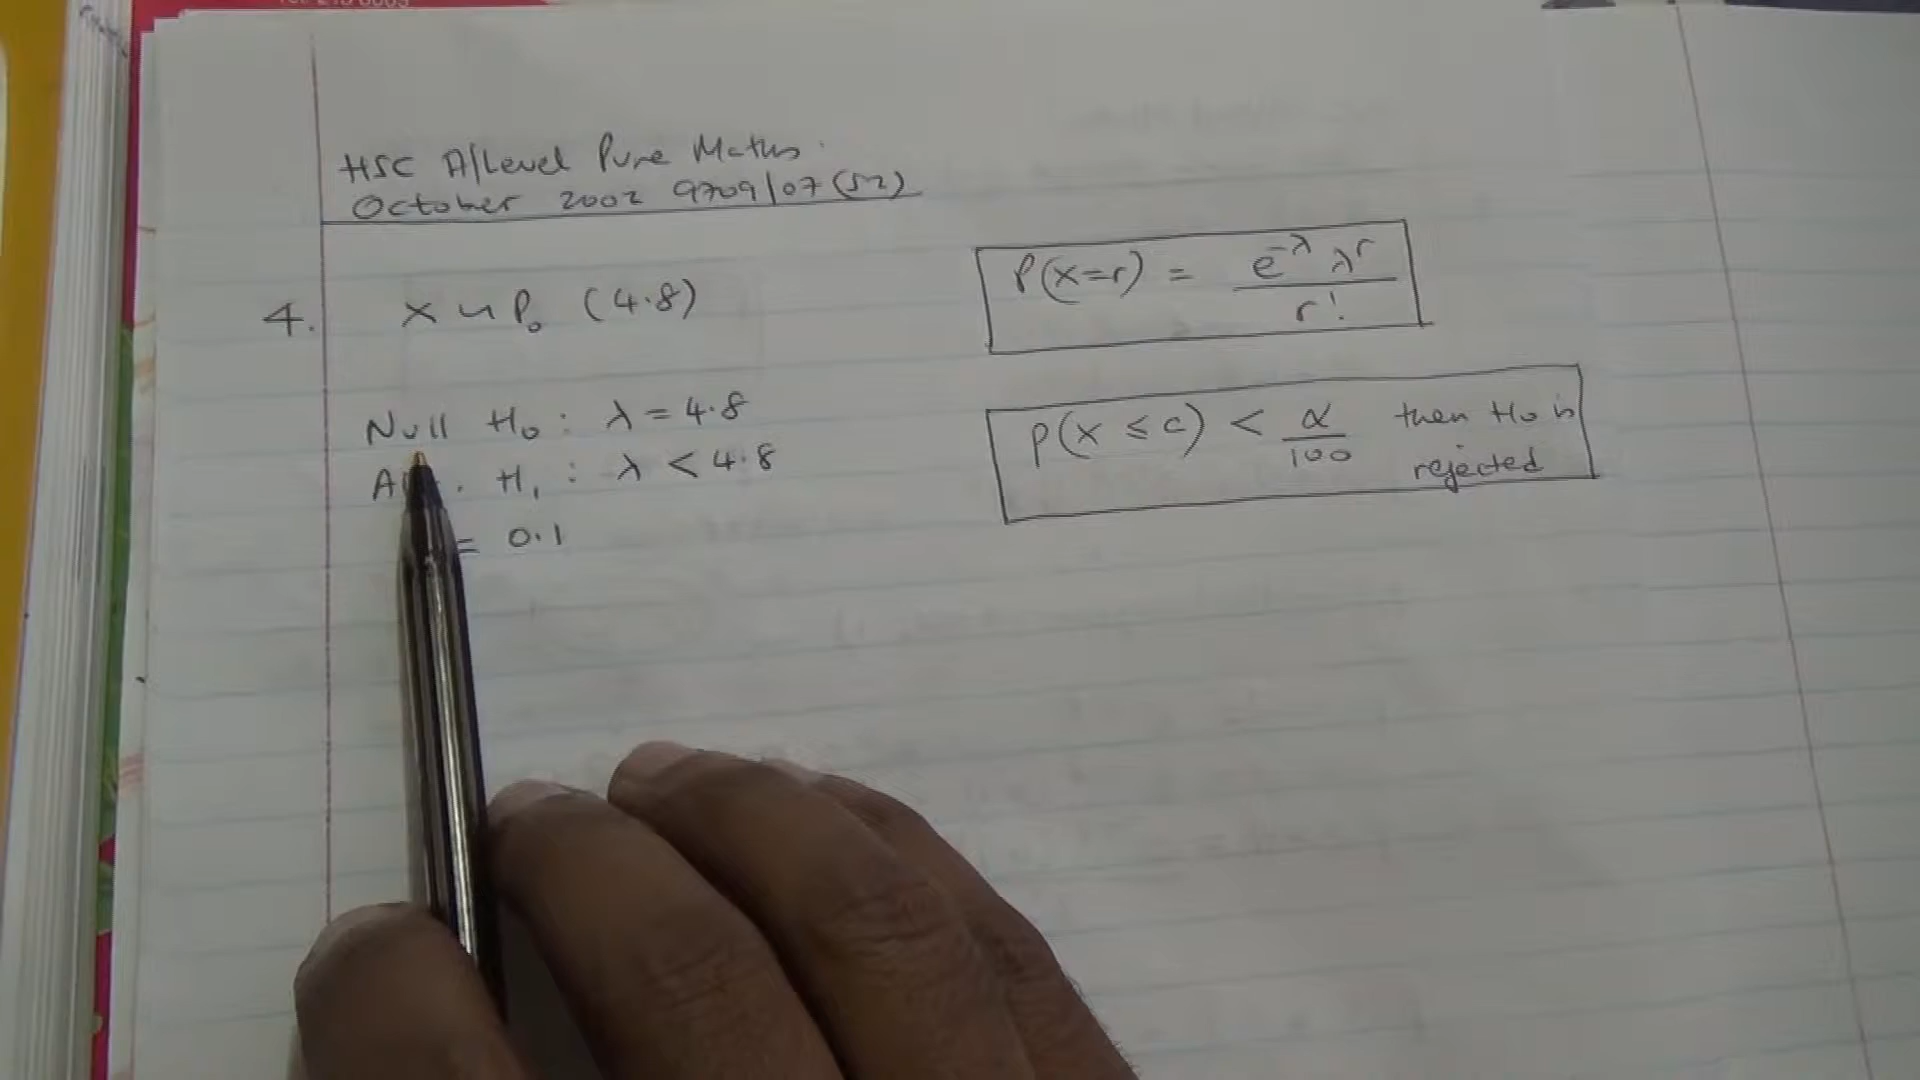 HSC A/Level Pure Maths.
October 2002 9709/07 (S2)
4. X ~ Po (4.8)
P(x=r) = e^-λ λ^r / r!
Null H0 : λ = 4.8
H1 : λ < 4.8
= 0.1
P(x ≤ c) < α/100 then Ho is
rejected